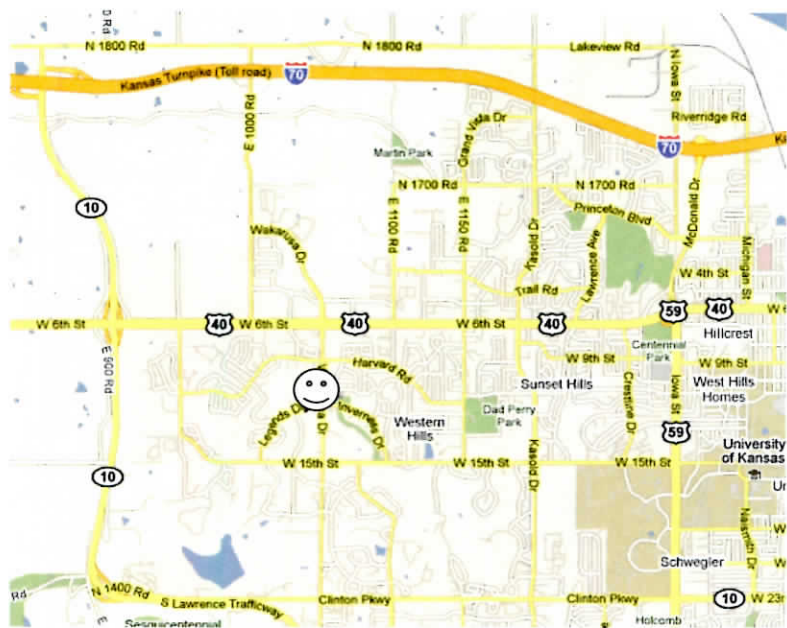 N 1800 Rd
N 1800 Rd
Lakeview Rd
Kansas Turnpike (Toll road)
70
N Iowa St
E 1000 Rd
Grand Vista Dr
Riverridge Rd
70
Martin Park
N 1700 Rd
N 1700 Rd
McDonald Dr
10
E 1100 Rd
E 1150 Rd
Kasold Dr
Princeton Blvd
Lawrence Ave
Michigan St
Wakarusa Dr
W 4th St
Trail Rd
59
40
W 6th St
40
W 6th St
40
W 6th St
40
Hillcrest
E 900 Rd
Centennial
Park
Harvard Rd
W 9th St
W 9th St
Sunset Hills
Crestline Dr
Iowa St
West Hills
Homes
Legends Dr
Inverness Dr
Western
Hills
Dad Perry
Park
59
University
of Kansas
W 15th St
W 15th St
W 15th St
Kasold Dr
10
Naismith Dr
Schwegler
N 1400 Rd
Rd
S Lawrence Trafficway
Clinton Pkwy
Clinton Pkwy
10
W 23r
E
Sesquicentennial
Holcomb